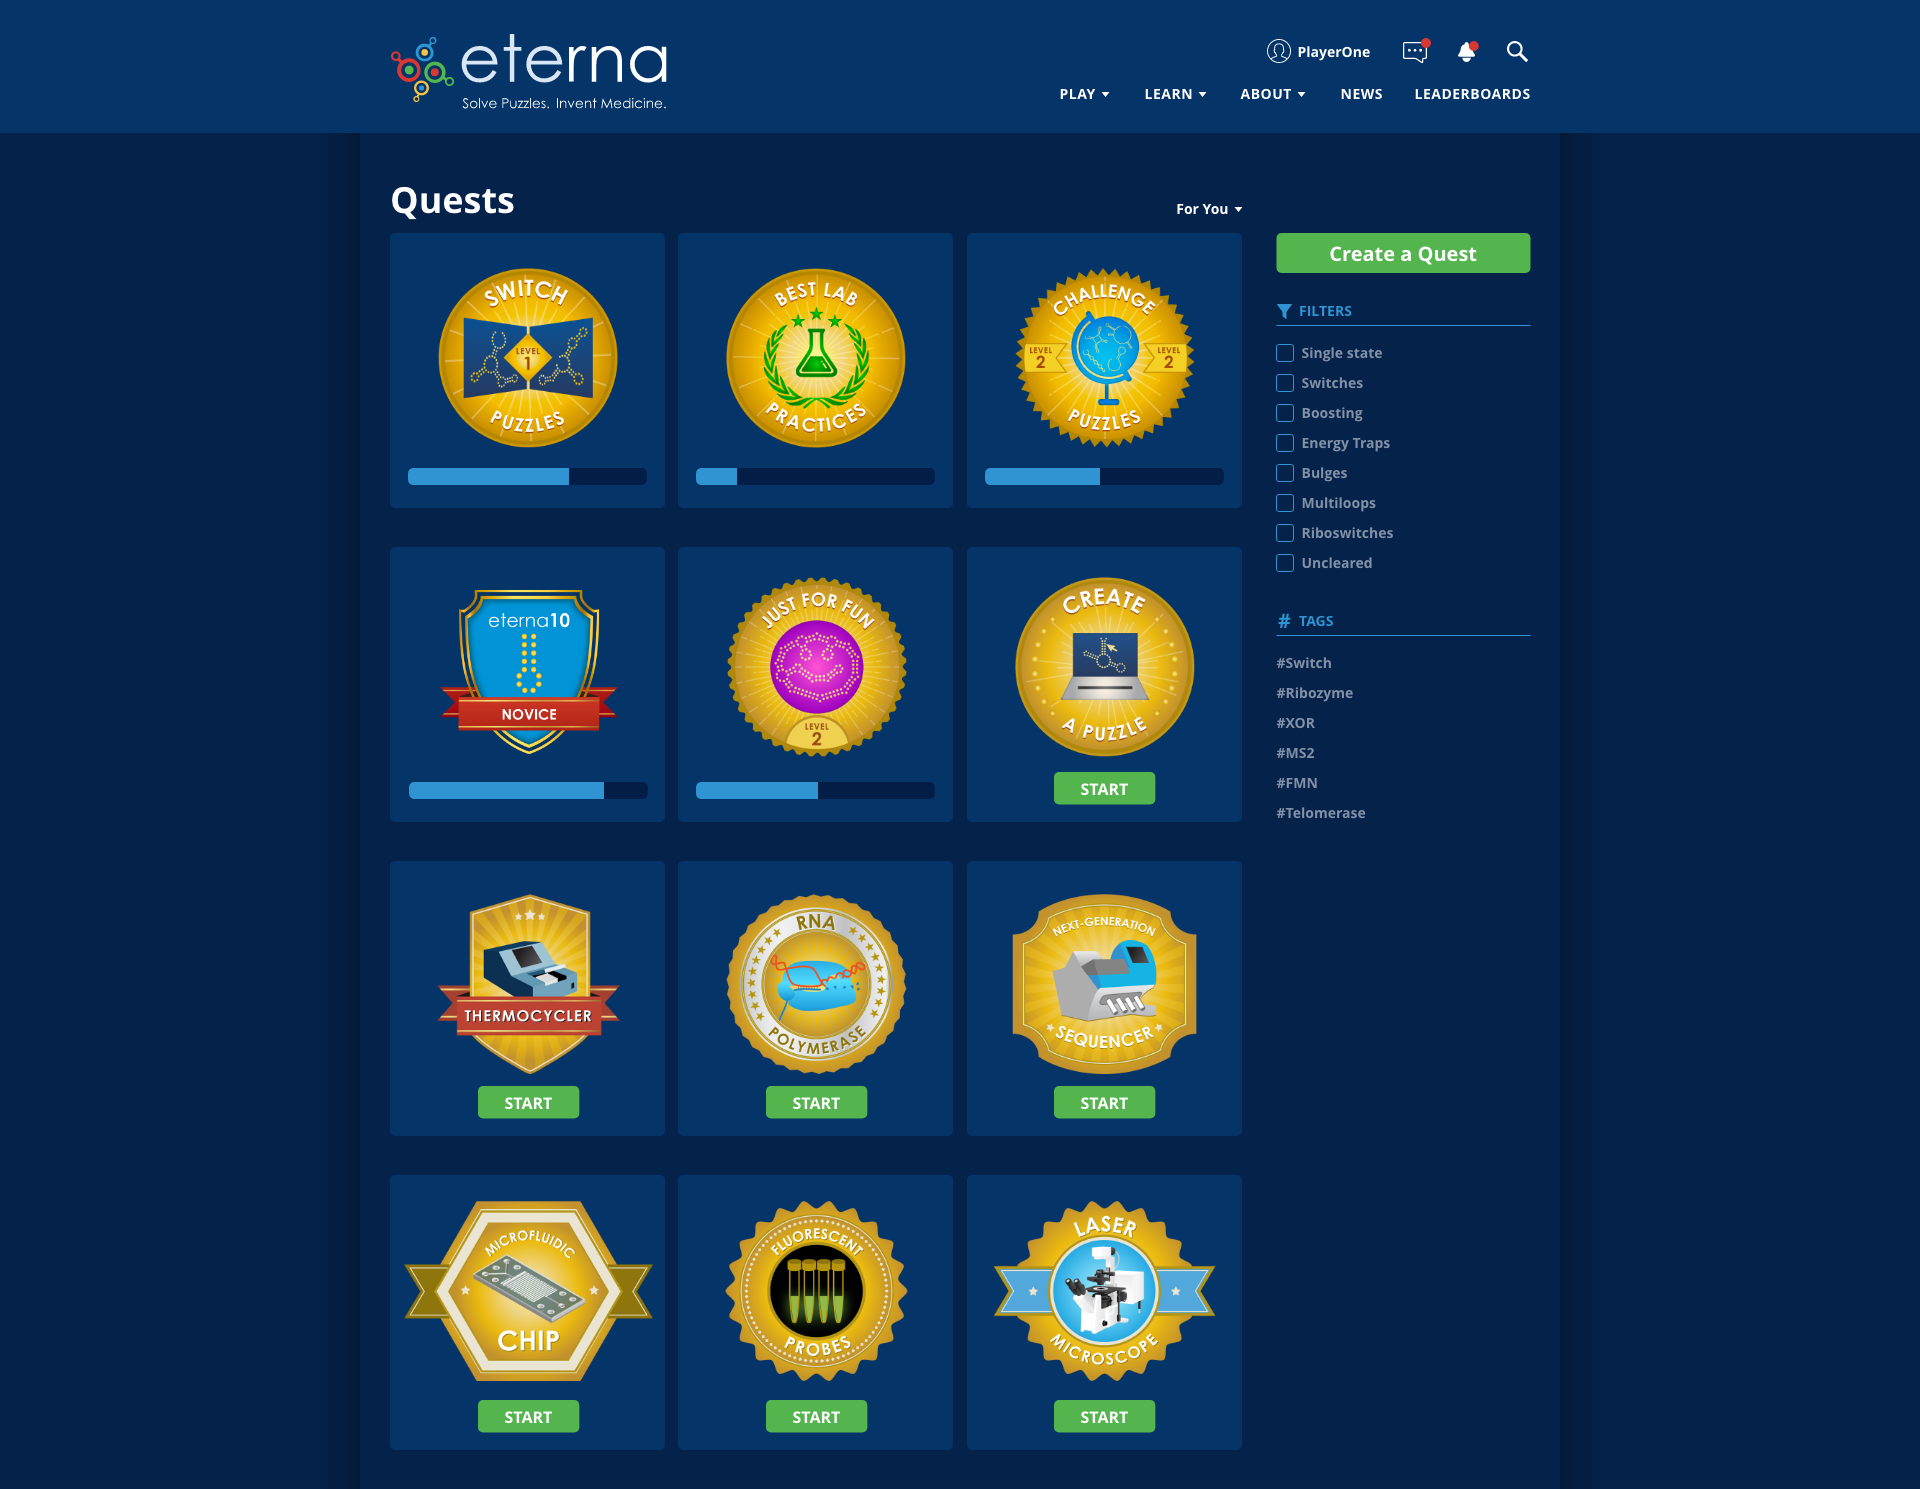 eterna
Solve Puzzles. Invent Medicine.
PlayerOne
PLAY
LEARN
ABOUT
NEWS
LEADERBOARDS
Quests
For You
SWITCH
LEVEL
1
PUZZLES
BEST LAB
PRACTICES
CHALLENGE
LEVEL
2
LEVEL
2
PUZZLES
eterna10
NOVICE
JUST FOR FUN
LEVEL
2
CREATE
A PUZZLE
START
THERMOCYCLER
START
RNA
POLYMERASE
START
NEXT-GENERATION
SEQUENCER
START
MICROFLUIDIC
CHIP
START
FLUORESCENT
PROBES
START
LASER
MICROSCOPE
START
Create a Quest
FILTERS
Single state
Switches
Boosting
Energy Traps
Bulges
Multiloops
Riboswitches
Uncleared
# TAGS
#Switch
#Ribozyme
#XOR
#MS2
#FMN
#Telomerase